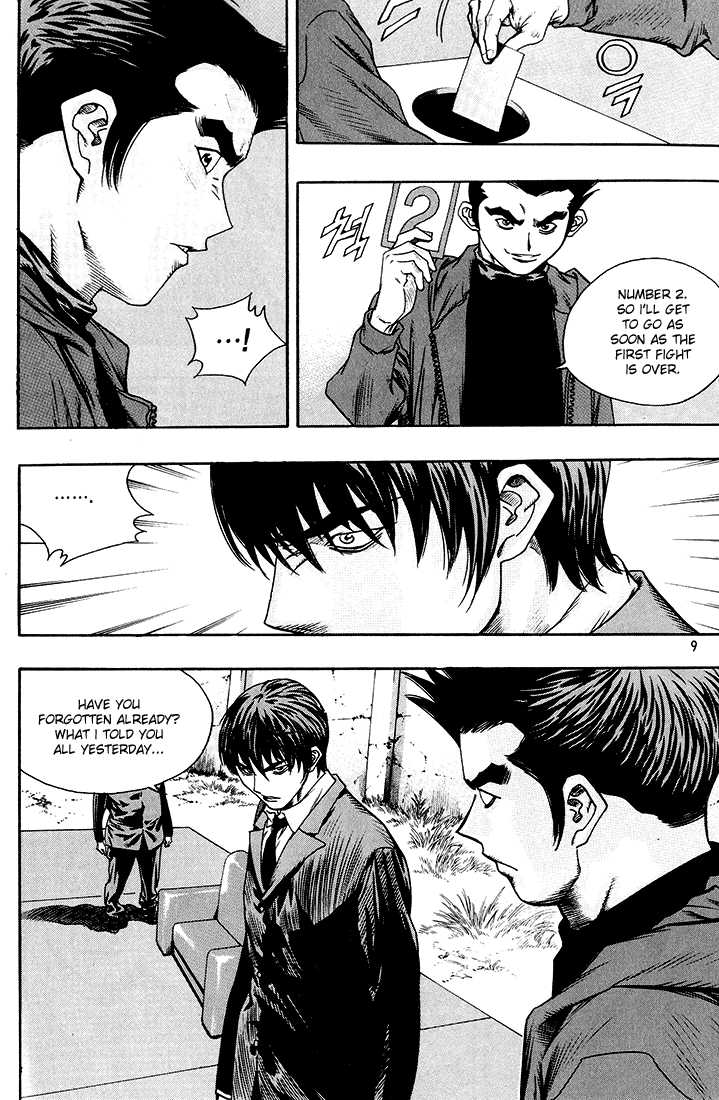 …!
2
NUMBER 2.
SO I'LL GET
TO GO AS
SOON AS THE
FIRST FIGHT
IS OVER.
…….
9
HAVE YOU
FORGOTTEN ALREADY?
WHAT I TOLD YOU
ALL YESTERDAY...